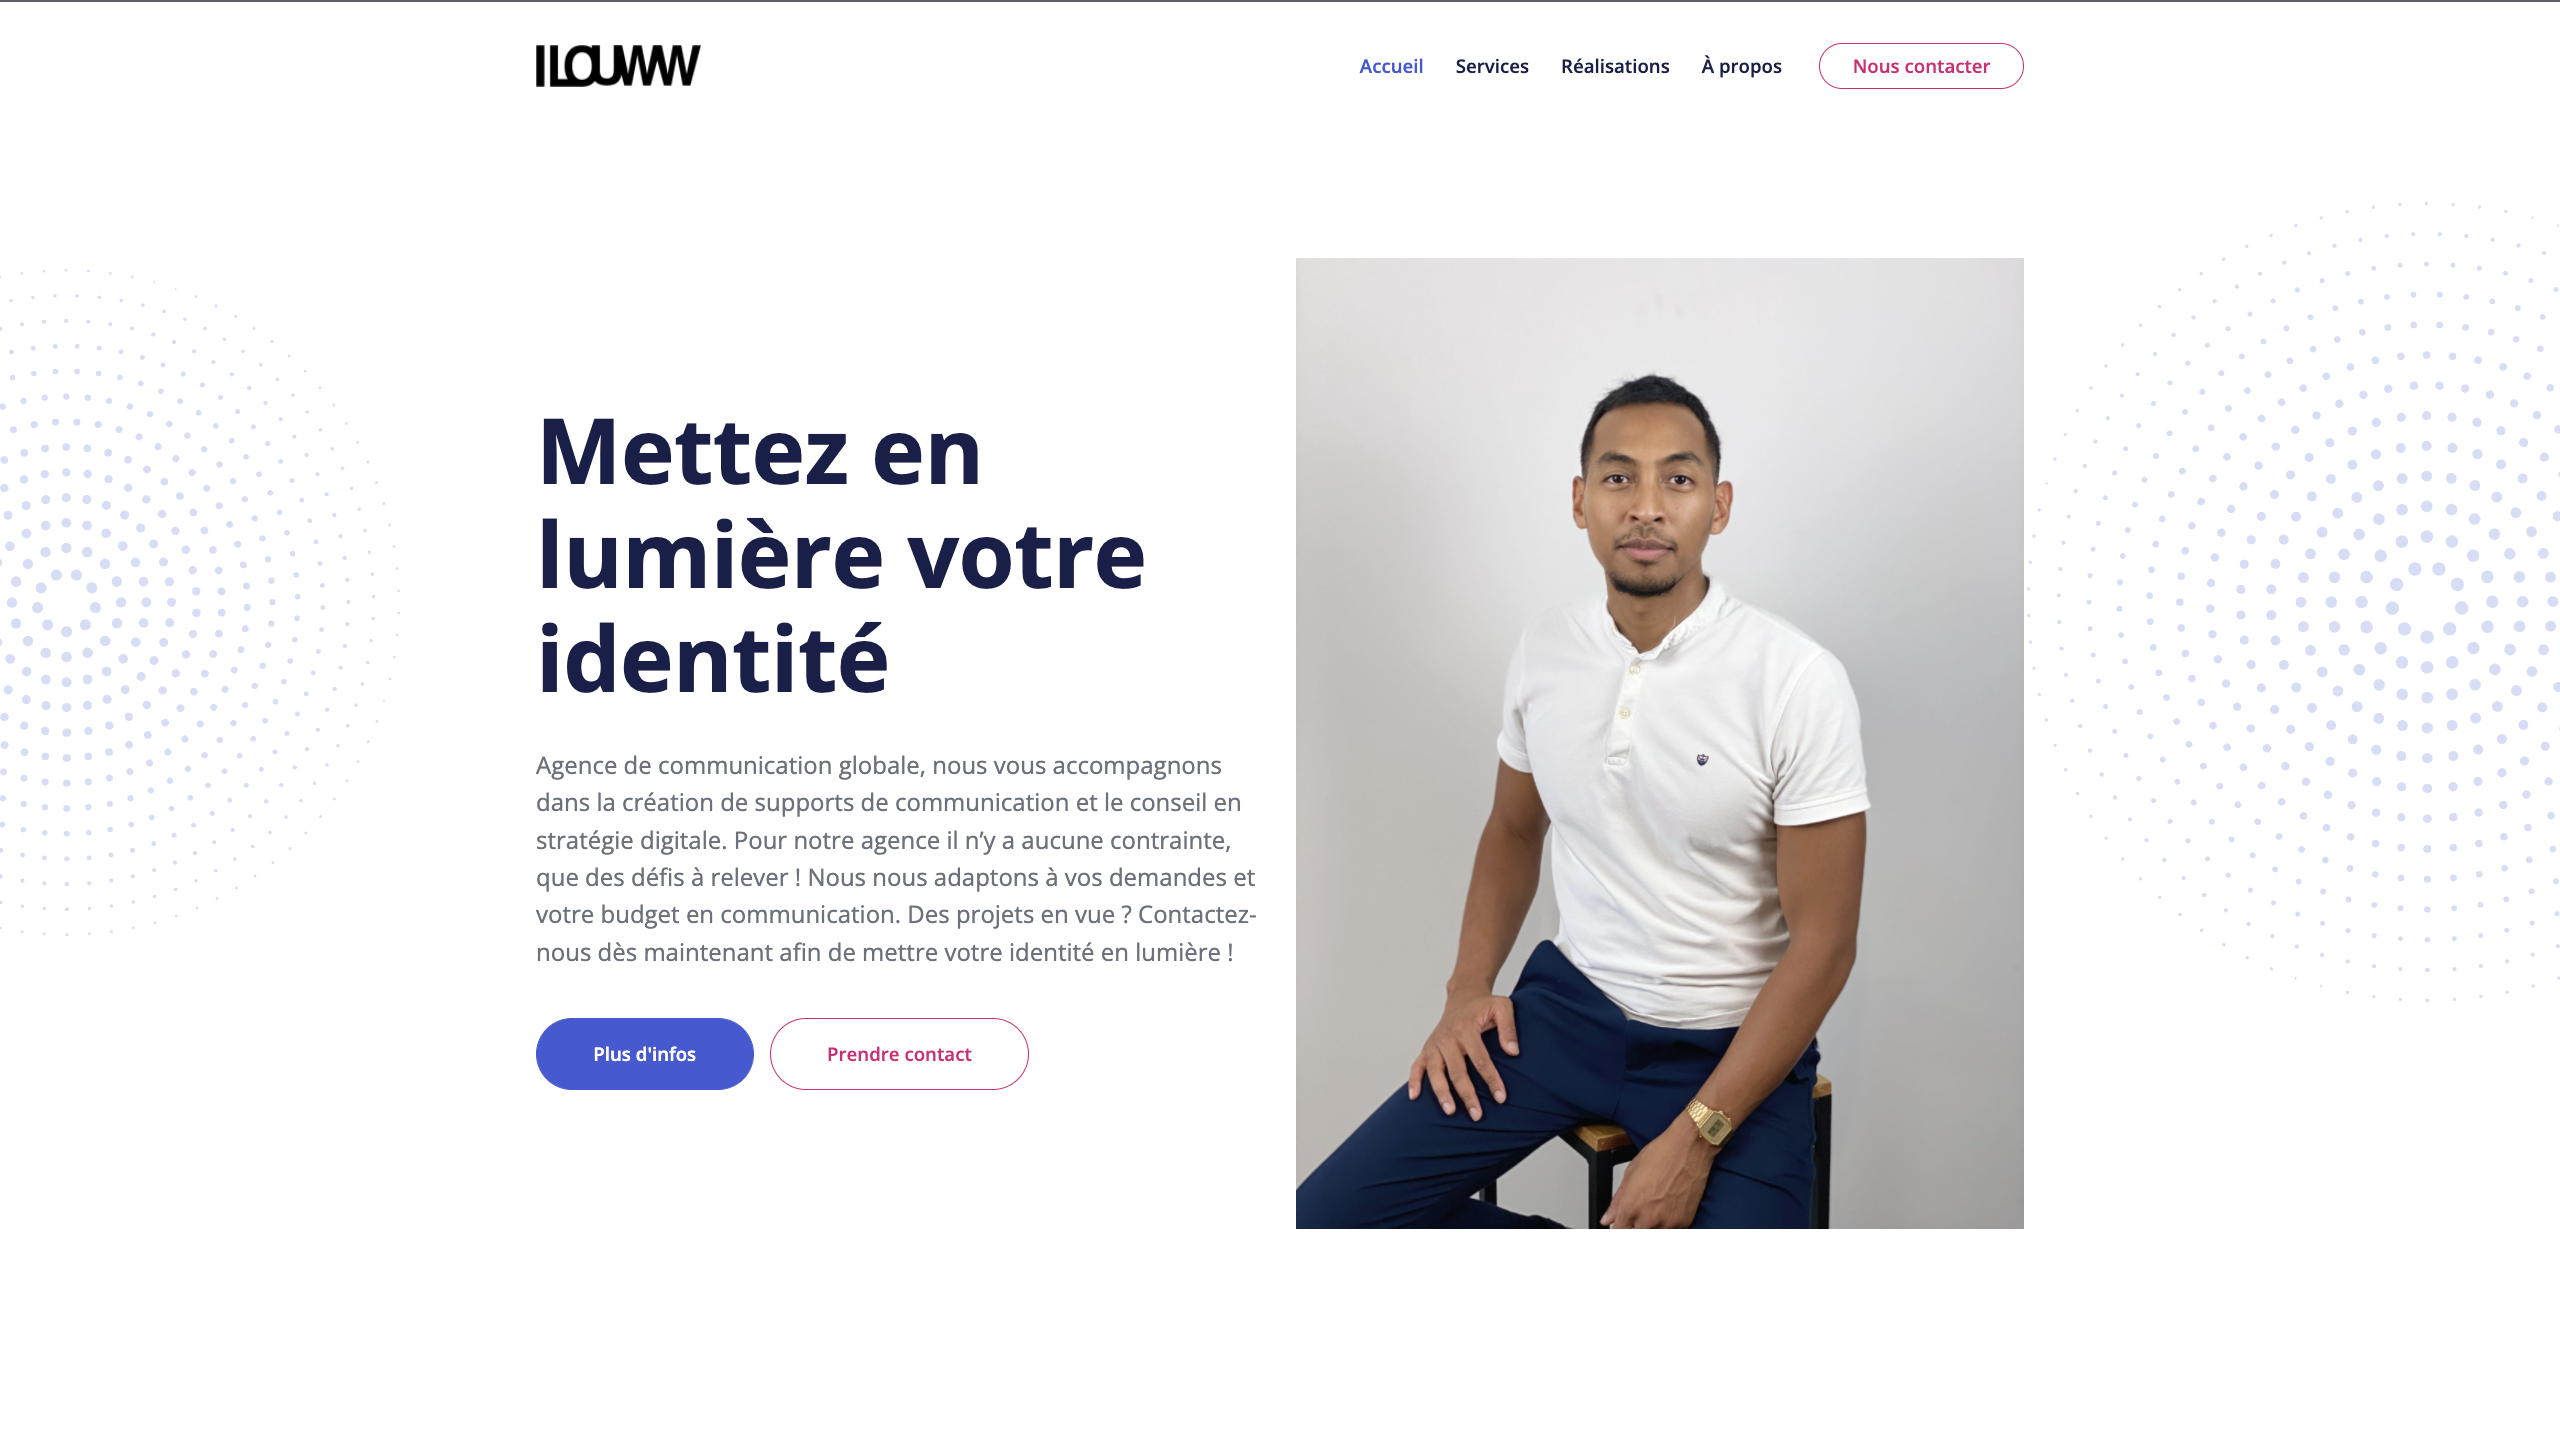 ILOUWW
Accueil
Services
Réalisations
À propos
Nous contacter
Mettez en
lumière votre
identité
Agence de communication globale, nous vous accompagnons
dans la création de supports de communication et le conseil en
stratégie digitale. Pour notre agence il n’y a aucune contrainte,
que des défis à relever ! Nous nous adaptons à vos demandes et
votre budget en communication. Des projets en vue ? Contactez-
nous dès maintenant afin de mettre votre identité en lumière !
Plus d'infos
Prendre contact